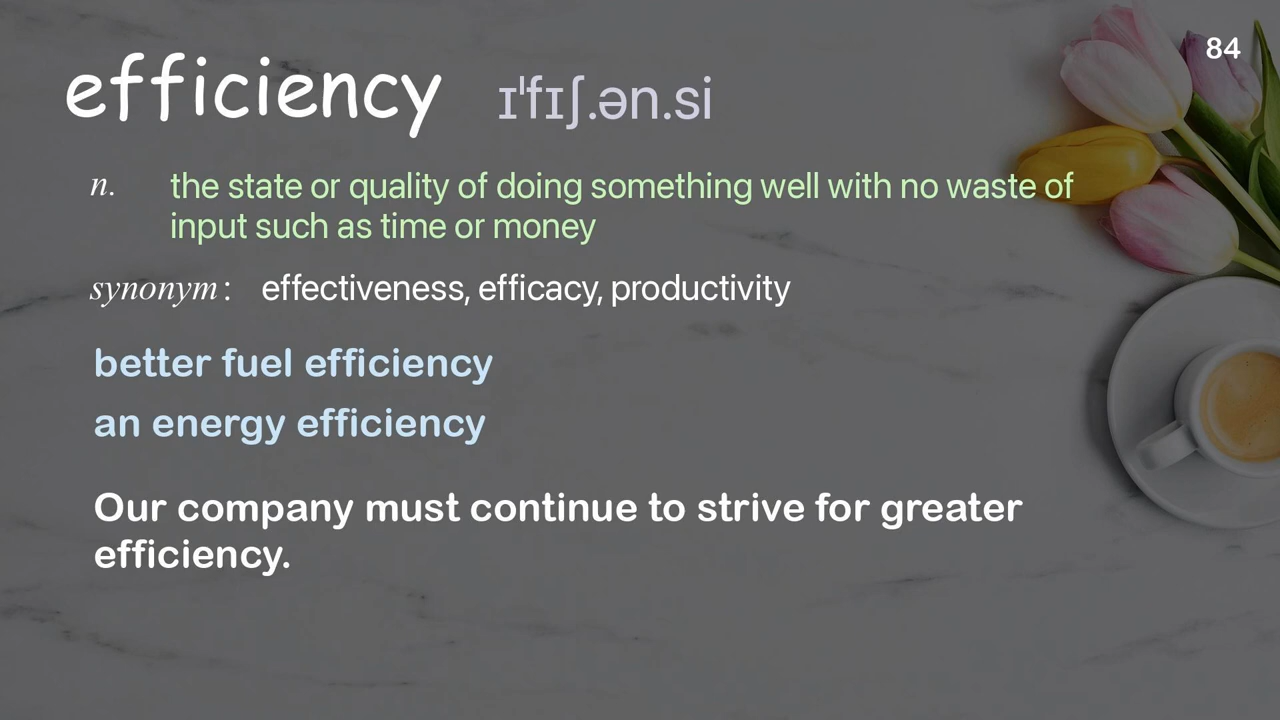 84
efficiency ɪˈfɪʃ.ən.si
n. the state or quality of doing something well with no waste of
input such as time or money
synonym: effectiveness, efficacy, productivity
better fuel efficiency
an energy efficiency
Our company must continue to strive for greater
efficiency.